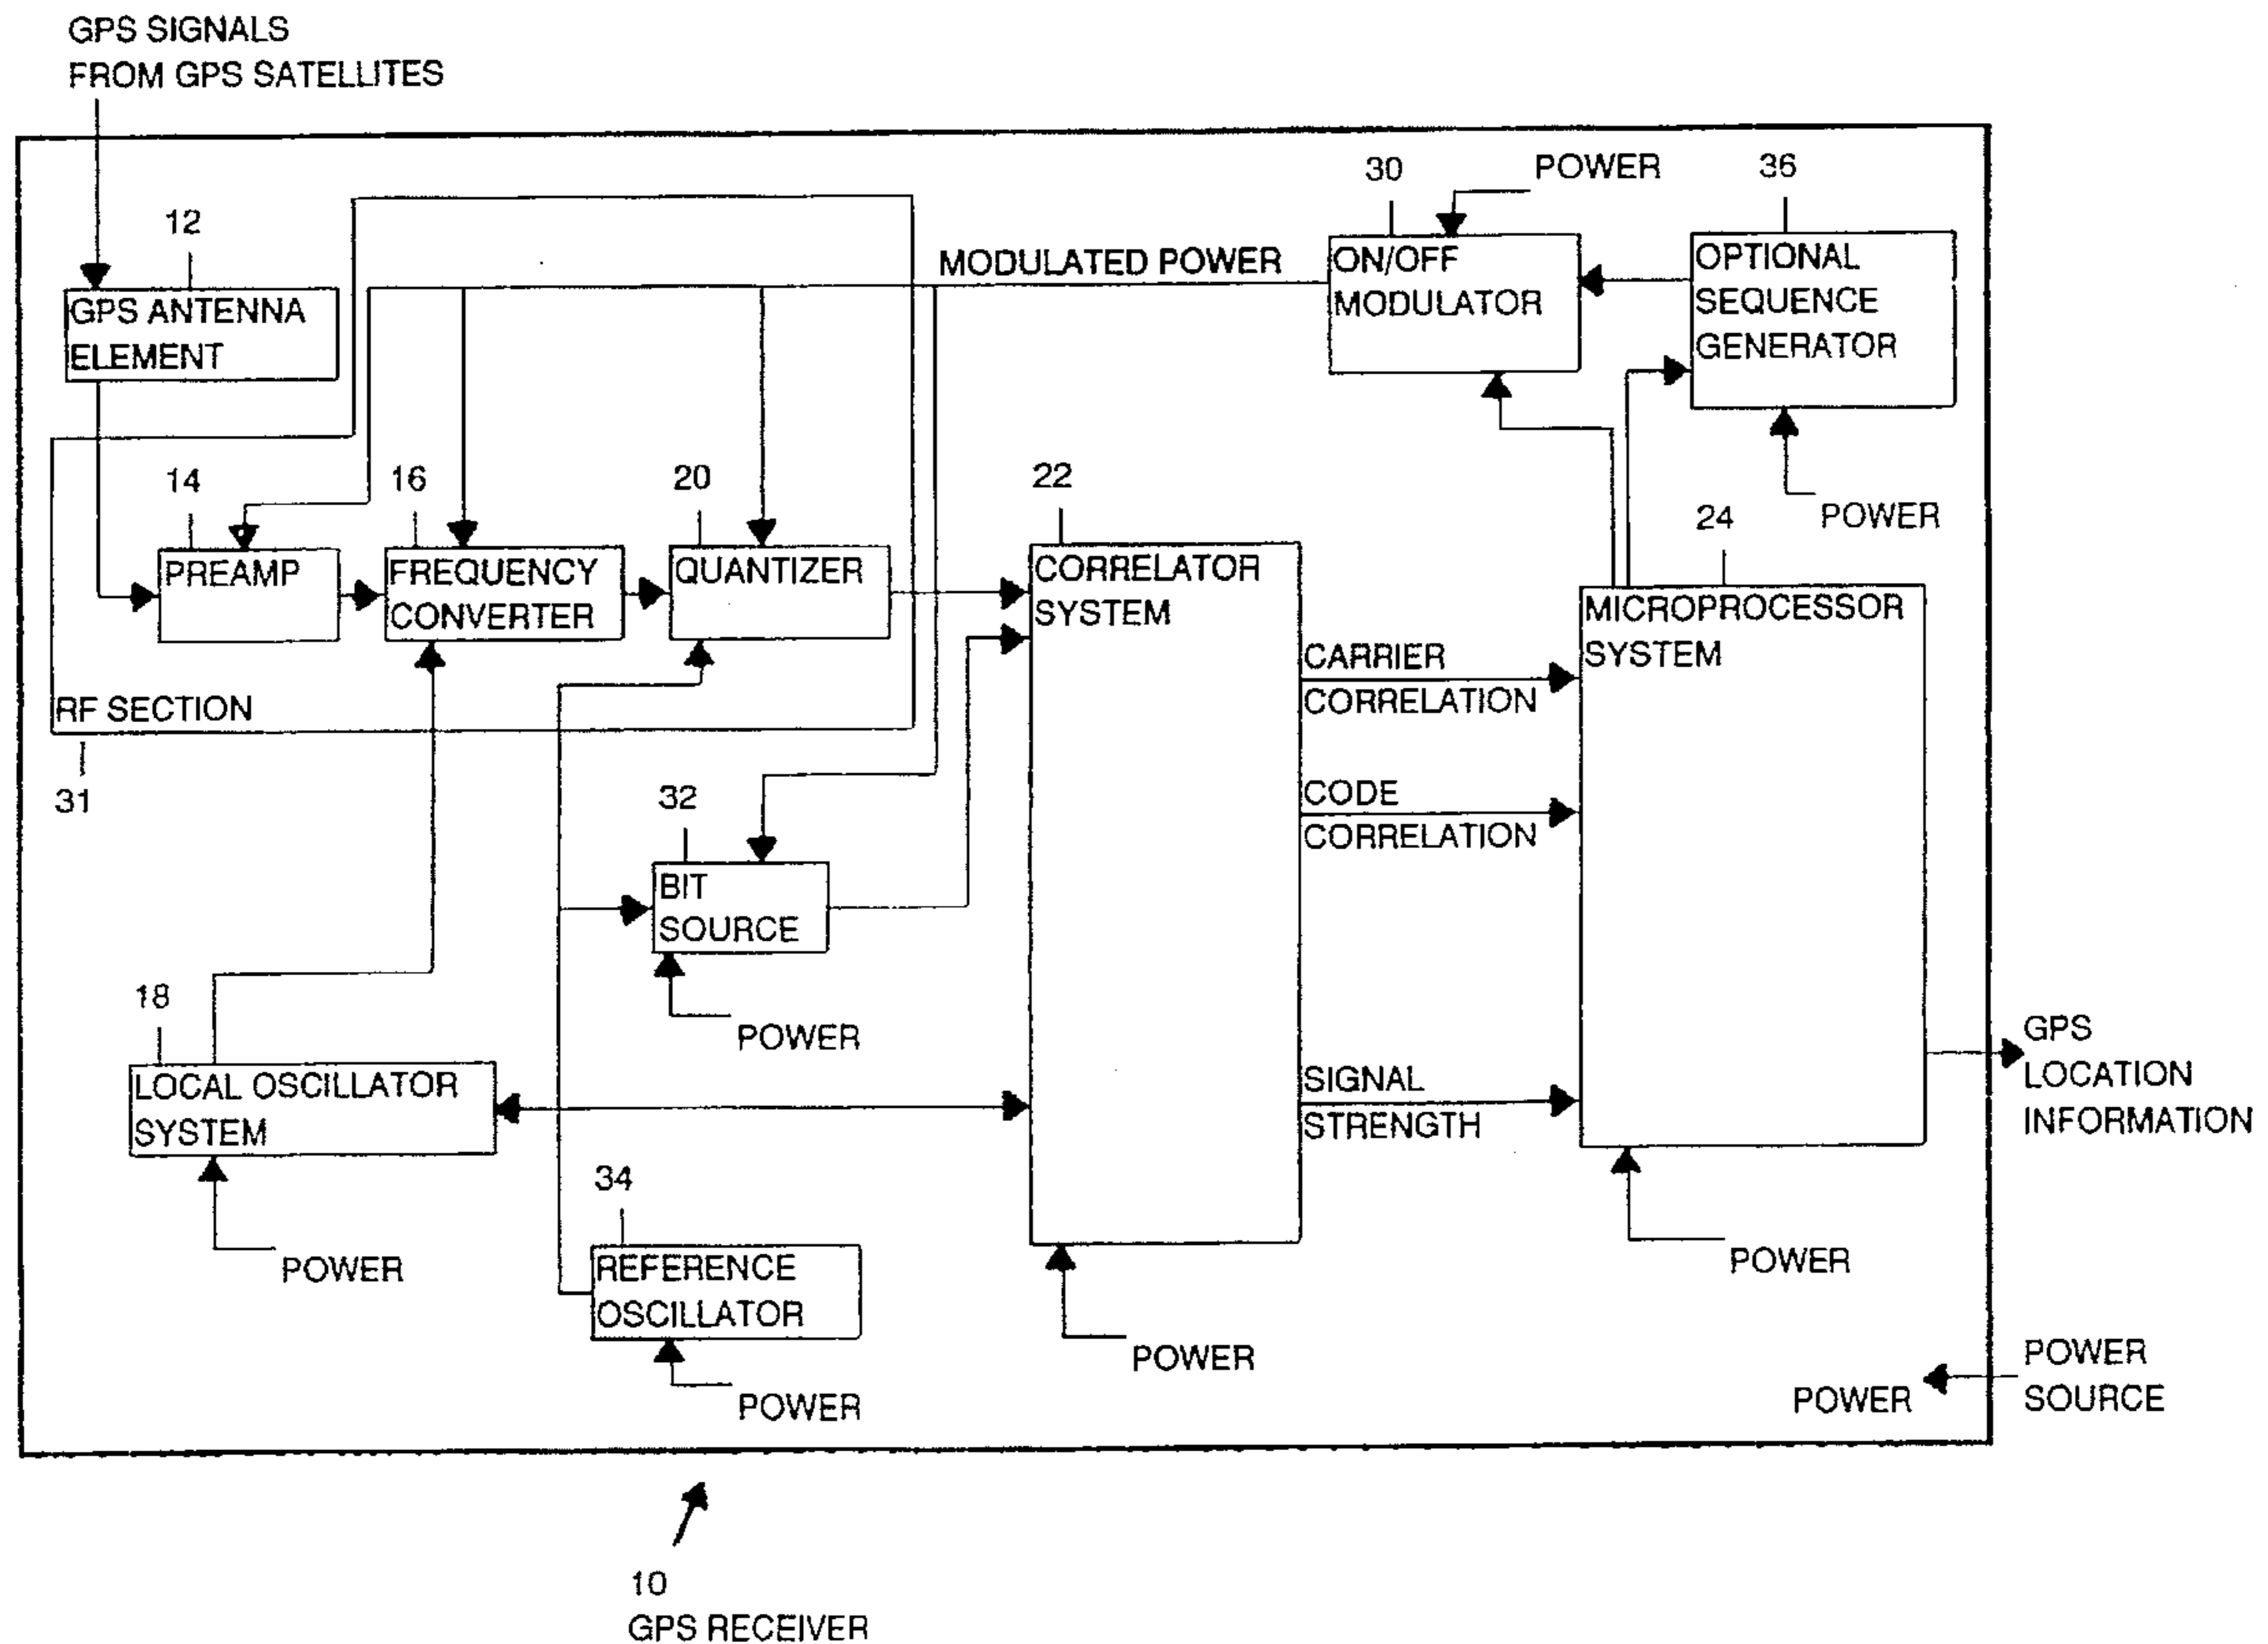 GPS SIGNALS
FROM GPS SATELLITES
12
GPS ANTENNA
ELEMENT
MODULATED POWER
30
POWER
ON/OFF
MODULATOR
36
OPTIONAL
SEQUENCE
GENERATOR
POWER
14
PREAMP
16
FREQUENCY
CONVERTER
20
QUANTIZER
RF SECTION
31
22
CORRELATOR
SYSTEM
24
MICROPROCESSOR
SYSTEM
CARRIER
CORRELATION
CODE
CORRELATION
SIGNAL
STRENGTH
32
BIT
SOURCE
POWER
18
LOCAL OSCILLATOR
SYSTEM
POWER
34
REFERENCE
OSCILLATOR
POWER
POWER
POWER
GPS
LOCATION
INFORMATION
POWER
POWER
SOURCE
10
GPS RECEIVER